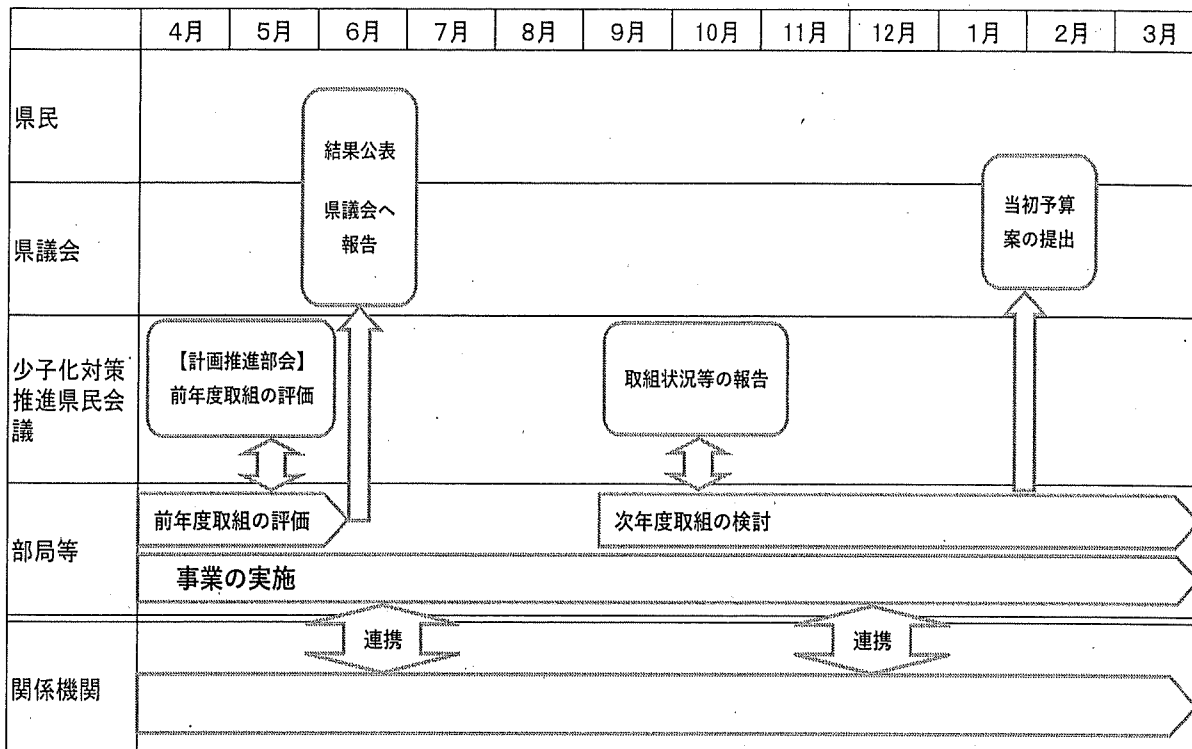 4月 5月 6月 7月 8月 9月 10月 11月 12月 1月 2月 3月
県民
結果公表
県議会へ
報告
県議会
当初予算
案の提出
少子化対策
推進県民会
議
【計画推進部会】
前年度取組の評価
取組状況等の報告
部局等
前年度取組の評価
次年度取組の検討
事業の実施
連携
連携
関係機関